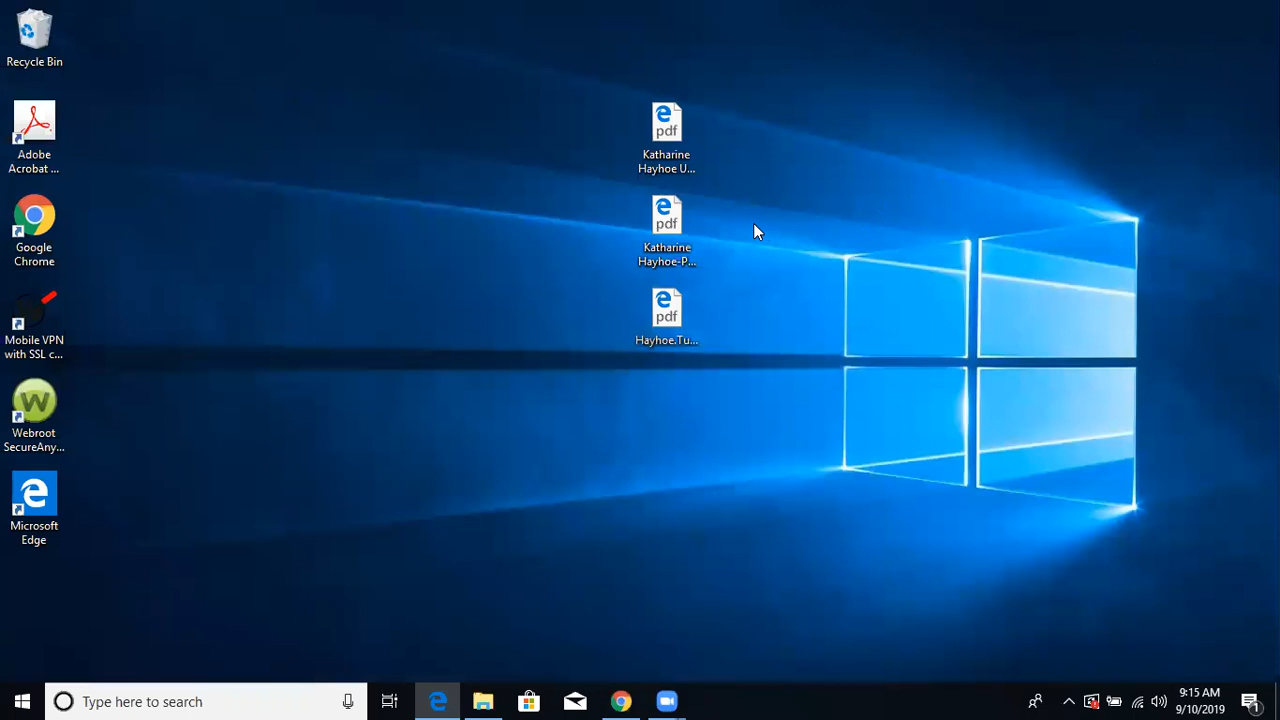 Recycle Bin
Adobe
Acrobat ...
Google
Chrome
Mobile VPN
with SSL c...
W
Webroot
SecureAny...
Microsoft
Edge
pdf
Katharine
Hayhoe U...
pdf
Katharine
Hayhoe-P...
pdf
Hayhoe.Tu...
Type here to search
9:15 AM
9/10/2019
1